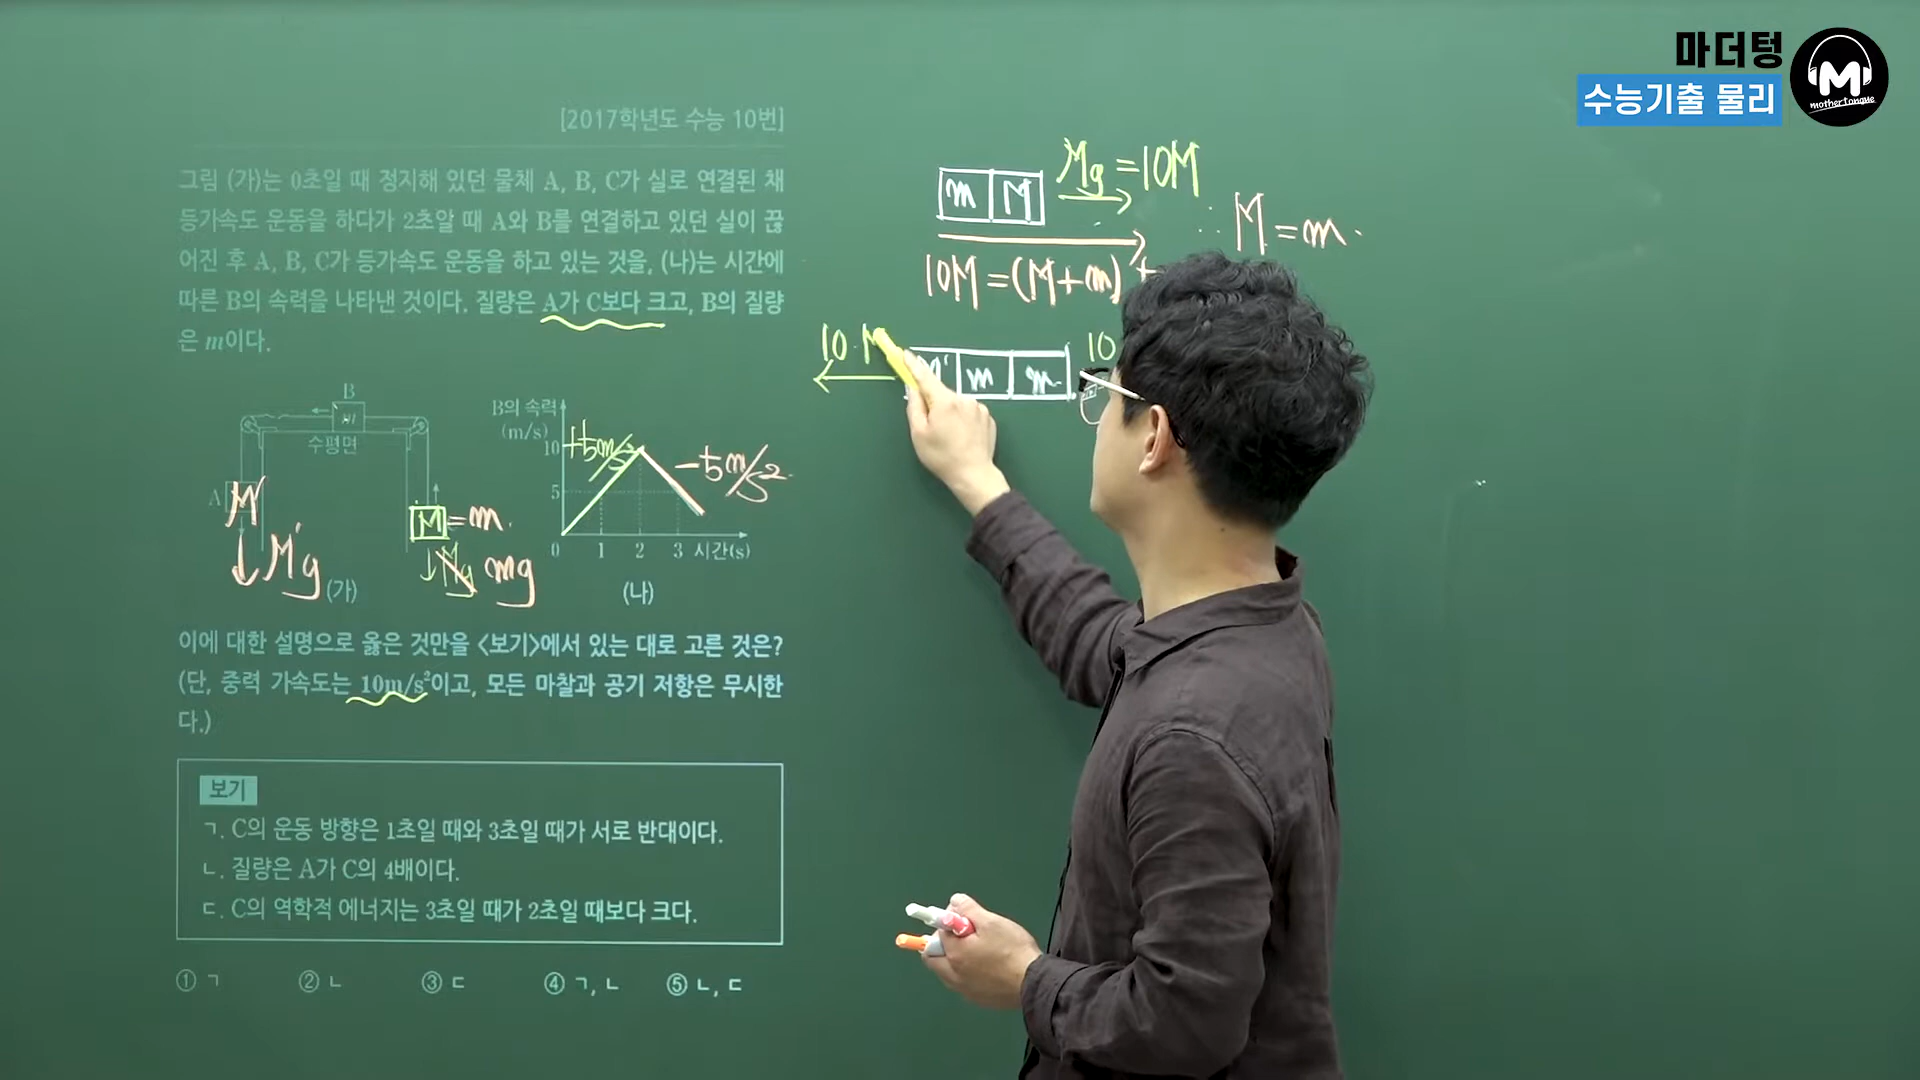 마더텅
수능기출 물리
M
mothertongue
[2017학년도 수능 10번]
그림 (가)는 0초일 때 정지해 있던 물체 A, B, C가 실로 연결된 채
등가속도 운동을 하다가 2초일 때 A와 B를 연결하고 있던 실이 끊
어진 후 A, B, C가 등가속도 운동을 하고 있는 것을, (나)는 시간에
따른 B의 속력을 나타낸 것이다. 질량은 A가 C보다 크고, B의 질량
은 m이다.
B
m
수평면
A M'
M'g
(가)
M = m.
Mg mg
B의 속력
(m/s)
10
5
0 1 2 3 시간(s)
+5m/s²
-5m/s²
(나)
이에 대한 설명으로 옳은 것만을 <보기>에서 있는 대로 고른 것은?
(단, 중력 가속도는 10m/s²이고, 모든 마찰과 공기 저항은 무시한
다.)
보기
ㄱ. C의 운동 방향은 1초일 때와 3초일 때가 서로 반대이다.
ㄴ. 질량은 A가 C의 4배이다.
ㄷ. C의 역학적 에너지는 3초일 때가 2초일 때보다 크다.
① ㄱ ② ㄴ ③ ㄷ ④ ㄱ, ㄴ ⑤ ㄴ, ㄷ
m M Mg = 10M
∴ M = m.
10M = (M + m)
10 M
m m
10